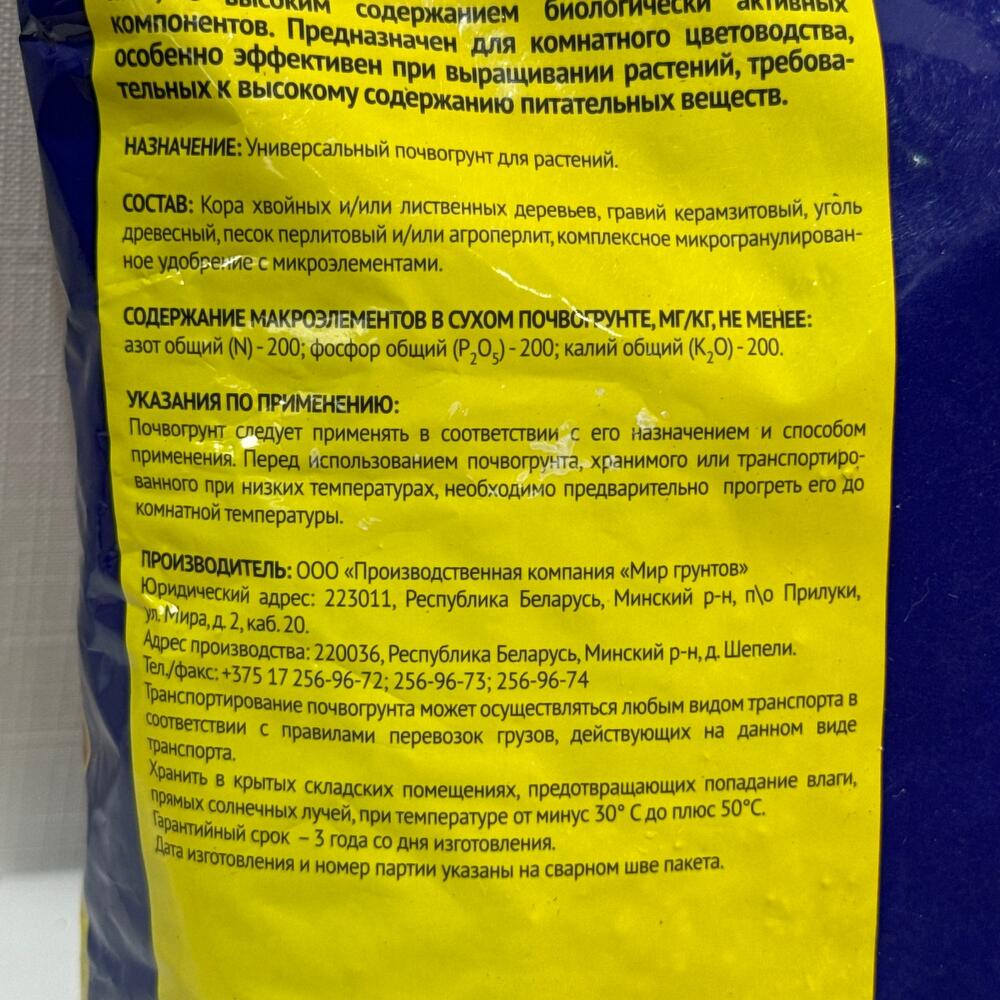 высоким содержанием биологически активных
компонентов. Предназначен для комнатного цветоводства,
особенно эффективен при выращивании растений, требова-
тельных к высокому содержанию питательных веществ.
НАЗНАЧЕНИЕ: Универсальный почвогрунт для растений.
СОСТАВ: Кора хвойных и/или лиственных деревьев, гравий керамзитовый, уголь
древесный, песок перлитовый и/или агроперлит, комплексное микрогранулирован-
ное удобрение с микроэлементами.
СОДЕРЖАНИЕ МАКРОЭЛЕМЕНТОВ В СУХОМ ПОЧВОГРУНТЕ, МГ/КГ, НЕ МЕНЕЕ:
азот общий (N) - 200; фосфор общий (P₂O₅) - 200; калий общий (K₂O) - 200.
УКАЗАНИЯ ПО ПРИМЕНЕНИЮ:
Почвогрунт следует применять в соответствии с его назначением и способом
применения. Перед использованием почвогрунта, хранимого или транспортиро-
ванного при низких температурах, необходимо предварительно прогреть его до
комнатной температуры.
ПРОИЗВОДИТЕЛЬ: ООО «Производственная компания «Мир грунтов»
Юридический адрес: 223011, Республика Беларусь, Минский р-н, п\о Прилуки,
ул. Мира, д. 2, каб. 20.
Адрес производства: 220036, Республика Беларусь, Минский р-н, д. Шепели.
Тел./факс: +375 17 256-96-72; 256-96-73; 256-96-74
Транспортирование почвогрунта может осуществляться любым видом транспорта в
соответствии с правилами перевозок грузов, действующих на данном виде
транспорта.
Хранить в крытых складских помещениях, предотвращающих попадание влаги,
прямых солнечных лучей, при температуре от минус 30° С до плюс 50°С.
Гарантийный срок – 3 года со дня изготовления.
Дата изготовления и номер партии указаны на сварном шве пакета.